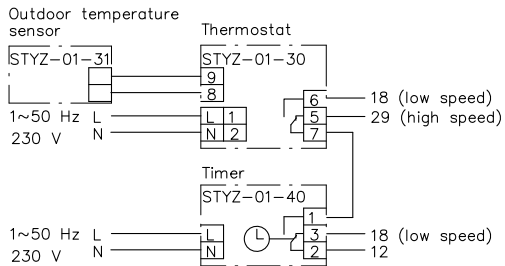 Outdoor temperature
sensor
STYZ-01-31
Thermostat
STYZ-01-30
9
8
6
18 (low speed)
1~50 Hz L
L 1
5
29 (high speed)
230 V N
N 2
7
Timer
STYZ-01-40
1
1~50 Hz L
L
3
18 (low speed)
230 V N
N
2
12